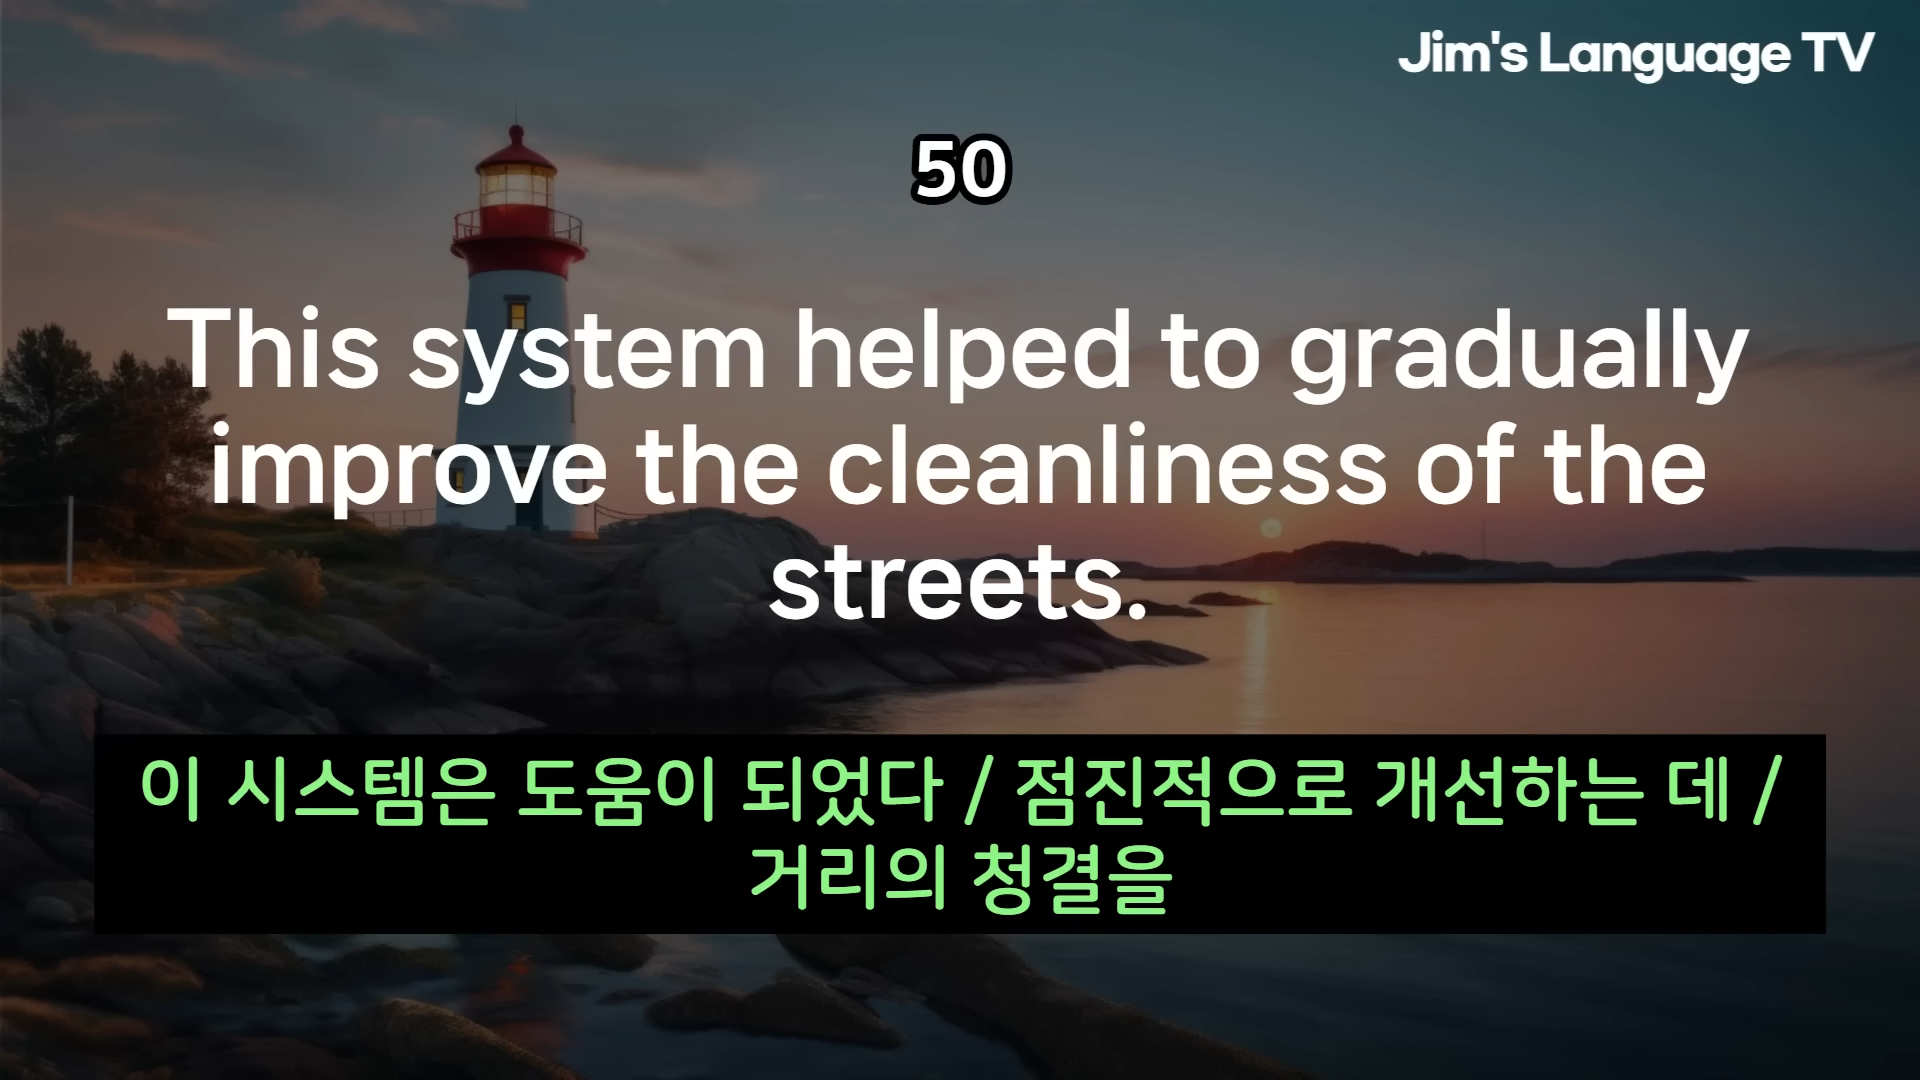 Jim's Language TV
50
This system helped to gradually
improve the cleanliness of the
streets.
이 시스템은 도움이 되었다 / 점진적으로 개선하는 데 /
거리의 청결을